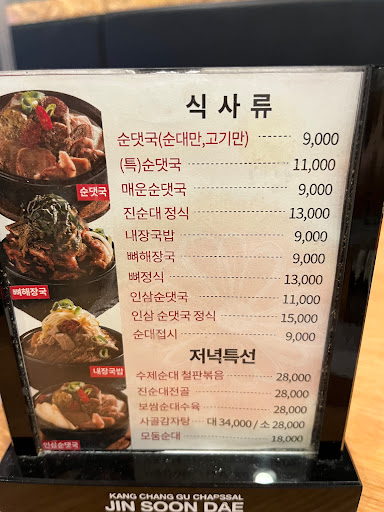 식사류
순댓국(순대만,고기만) 9,000
(특)순댓국 11,000
매운순댓국 9,000
진순대 정식 13,000
내장국밥 9,000
뼈해장국 9,000
뼈정식 13,000
인삼순댓국 11,000
인삼 순댓국 정식 15,000
순대접시 9,000
저녁특선
수제순대 철판볶음 28,000
진순대전골 28,000
보쌈순대수육 28,000
사골감자탕 대 34,000 / 소 28,000
모둠순대 18,000
순댓국
뼈해장국
내장국밥
인삼순댓국
KANG CHANG GU CHAPSSAL
JIN SOON DAE